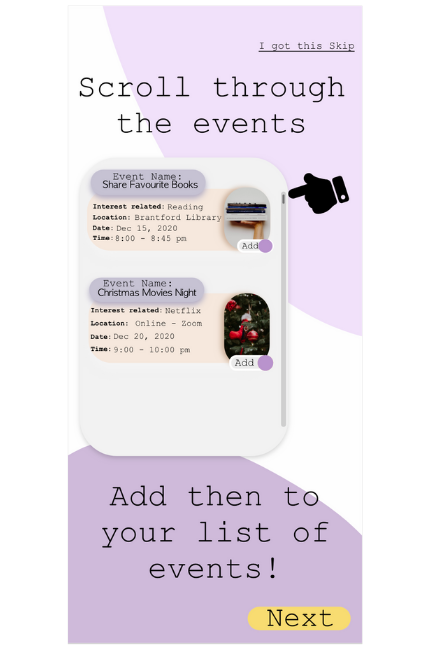 I got this Skip
Scroll through
the events
Event Name:
Share Favourite Books
Interest related: Reading
Location: Brantford Library
Date: Dec 15, 2020
Time: 8:00 - 8:45 pm
Add
Event Name:
Christmas Movies Night
Interest related: Netflix
Location: Online - Zoom
Date: Dec 20, 2020
Time: 9:00 - 10:00 pm
Add
Add then to
your list of
events!
Next